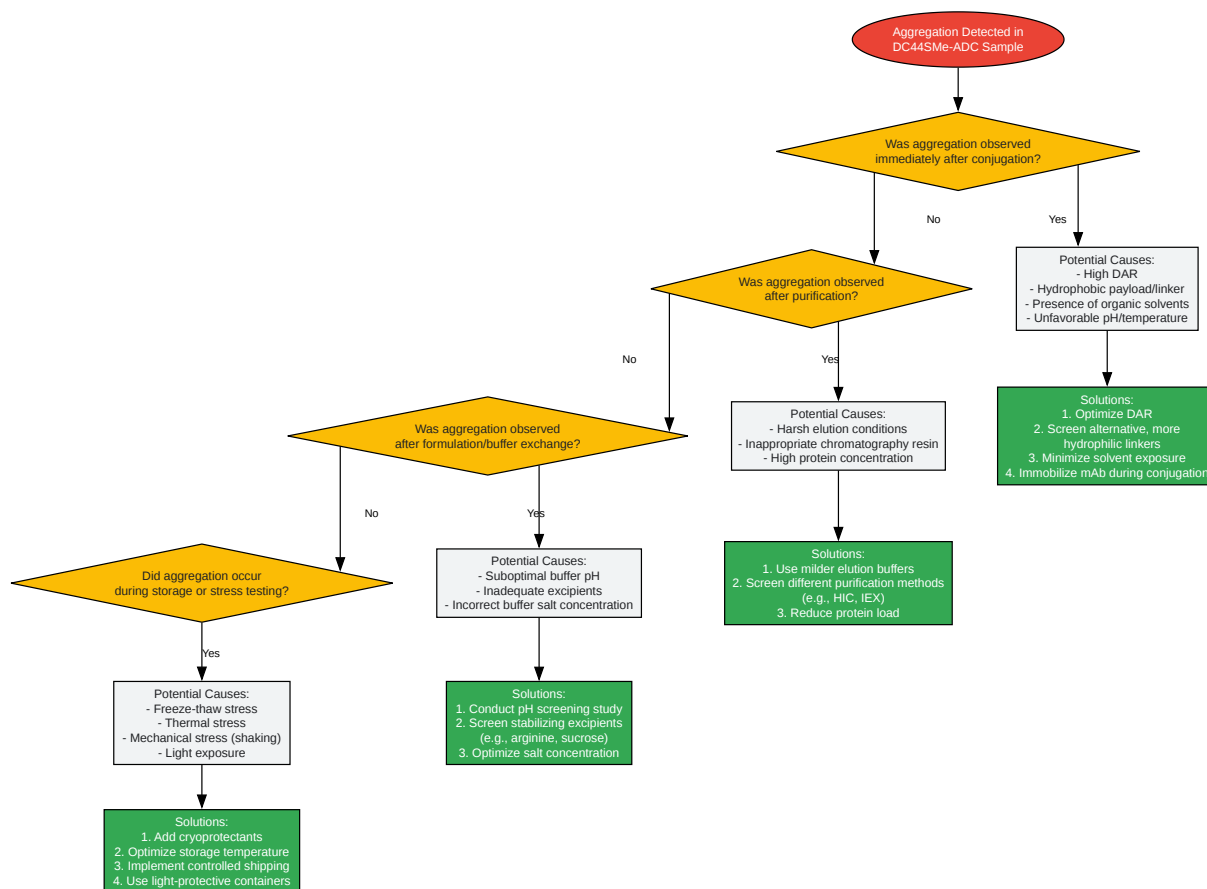 Aggregation Detected in
DC44SMe-ADC Sample
Was aggregation observed
immediately after conjugation?
No
Yes
Was aggregation observed
after purification?
Potential Causes:
- High DAR
- Hydrophobic payload/linker
- Presence of organic solvents
- Unfavorable pH/temperature
No
Yes
Solutions:
1. Optimize DAR
2. Screen alternative, more
hydrophilic linkers
3. Minimize solvent exposure
4. Immobilize mAb during conjugation
Was aggregation observed
after formulation/buffer exchange?
Potential Causes:
- Harsh elution conditions
- Inappropriate chromatography resin
- High protein concentration
No
Yes
Solutions:
1. Use milder elution buffers
2. Screen different purification methods
(e.g., HIC, IEX)
3. Reduce protein load
Did aggregation occur
during storage or stress testing?
Potential Causes:
- Suboptimal buffer pH
- Inadequate excipients
- Incorrect buffer salt concentration
Yes
Solutions:
1. Conduct pH screening study
2. Screen stabilizing excipients
(e.g., arginine, sucrose)
3. Optimize salt concentration
Potential Causes:
- Freeze-thaw stress
- Thermal stress
- Mechanical stress (shaking)
- Light exposure
Solutions:
1. Add cryoprotectants
2. Optimize storage temperature
3. Implement controlled shipping
4. Use light-protective containers